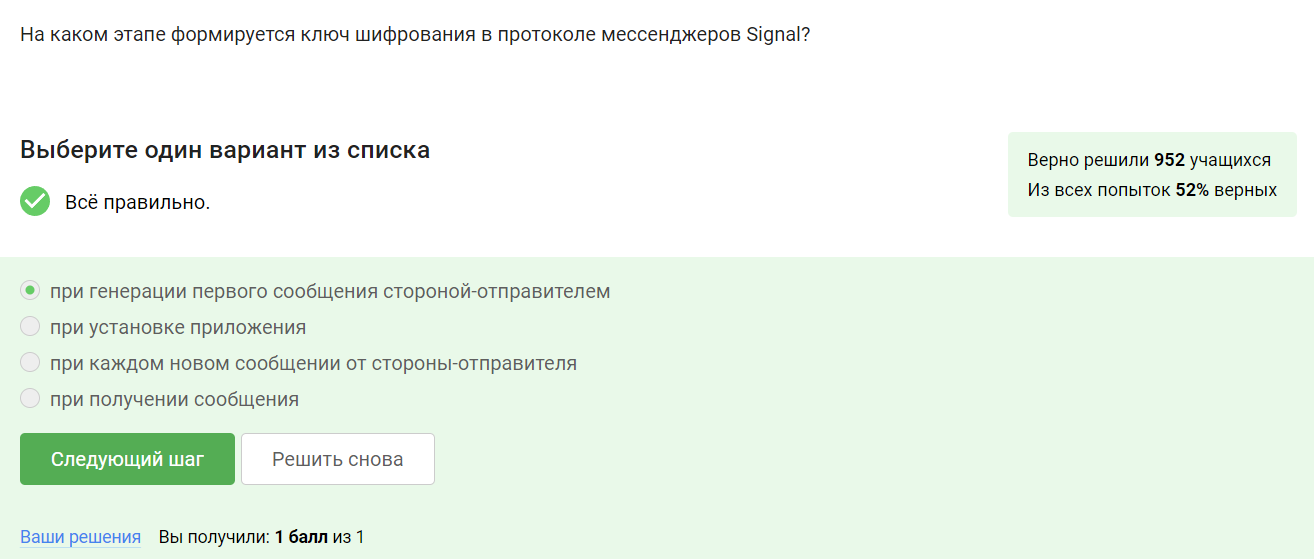 На каком этапе формируется ключ шифрования в протоколе мессенджеров Signal?
Выберите один вариант из списка
Всё правильно.
Верно решили 952 учащихся
Из всех попыток 52% верных
при генерации первого сообщения стороной-отправителем
при установке приложения
при каждом новом сообщении от стороны-отправителя
при получении сообщения
Следующий шаг
Решить снова
Ваши решения Вы получили: 1 балл из 1